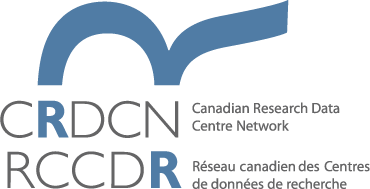 CRDCN
Canadian Research Data
Centre Network
RCCDR
Réseau canadien des Centres
de données de recherche